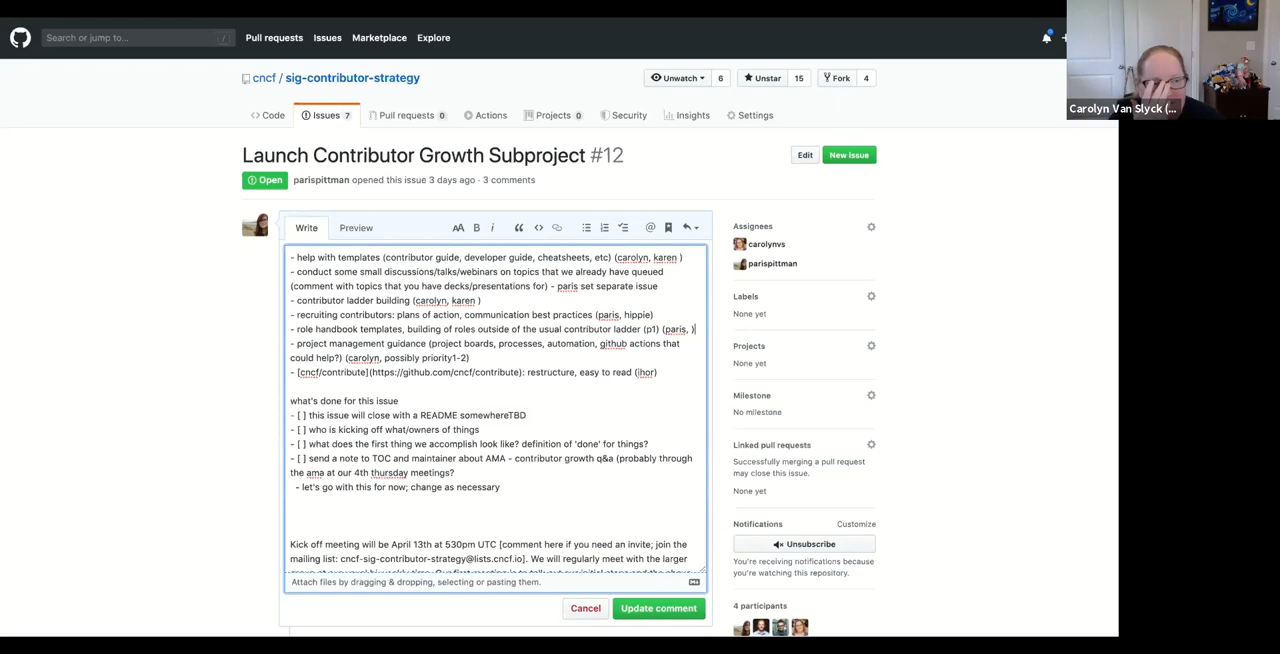 Search or jump to...
/
Pull requests
Issues
Marketplace
Explore
Carolyn Van Slyck (...
cncf / sig-contributor-strategy
Unwatch
6
Unstar
15
Fork
4
Code
Issues 7
Pull requests 0
Actions
Projects 0
Security
Insights
Settings
Launch Contributor Growth Subproject #12
Edit
New issue
Open
parispittman opened this issue 3 days ago · 3 comments
Write
Preview
- help with templates (contributor guide, developer guide, cheatsheets, etc) (carolyn, karen )
- conduct some small discussions/talks/webinars on topics that we already have queued
(comment with topics that you have decks/presentations for) - paris set separate issue
- contributor ladder building (carolyn, karen )
- recruiting contributors: plans of action, communication best practices (paris, hippie)
- role handbook templates, building of roles outside of the usual contributor ladder (p1) (paris, )
- project management guidance (project boards, processes, automation, github actions that
could help?) (carolyn, possibly priority1-2)
- [cncf/contribute](https://github.com/cncf/contribute): restructure, easy to read (ihor)
what's done for this issue
- [ ] this issue will close with a README somewhereTBD
- [ ] who is kicking off what/owners of things
- [ ] what does the first thing we accomplish look like? definition of 'done' for things?
- [ ] send a note to TOC and maintainer about AMA - contributor growth q&a (probably through
the ama at our 4th thursday meetings?
- let's go with this for now; change as necessary
Kick off meeting will be April 13th at 530pm UTC [comment here if you need an invite; join the
mailing list: cncf-sig-contributor-strategy@lists.cncf.io]. We will regularly meet with the larger
Attach files by dragging & dropping, selecting or pasting them.
Cancel
Update comment
Assignees
carolynvs
parispittman
Labels
None yet
Projects
None yet
Milestone
No milestone
Linked pull requests
Successfully merging a pull request
may close this issue.
None yet
Notifications
Customize
Unsubscribe
You're receiving notifications because
you're watching this repository.
4 participants